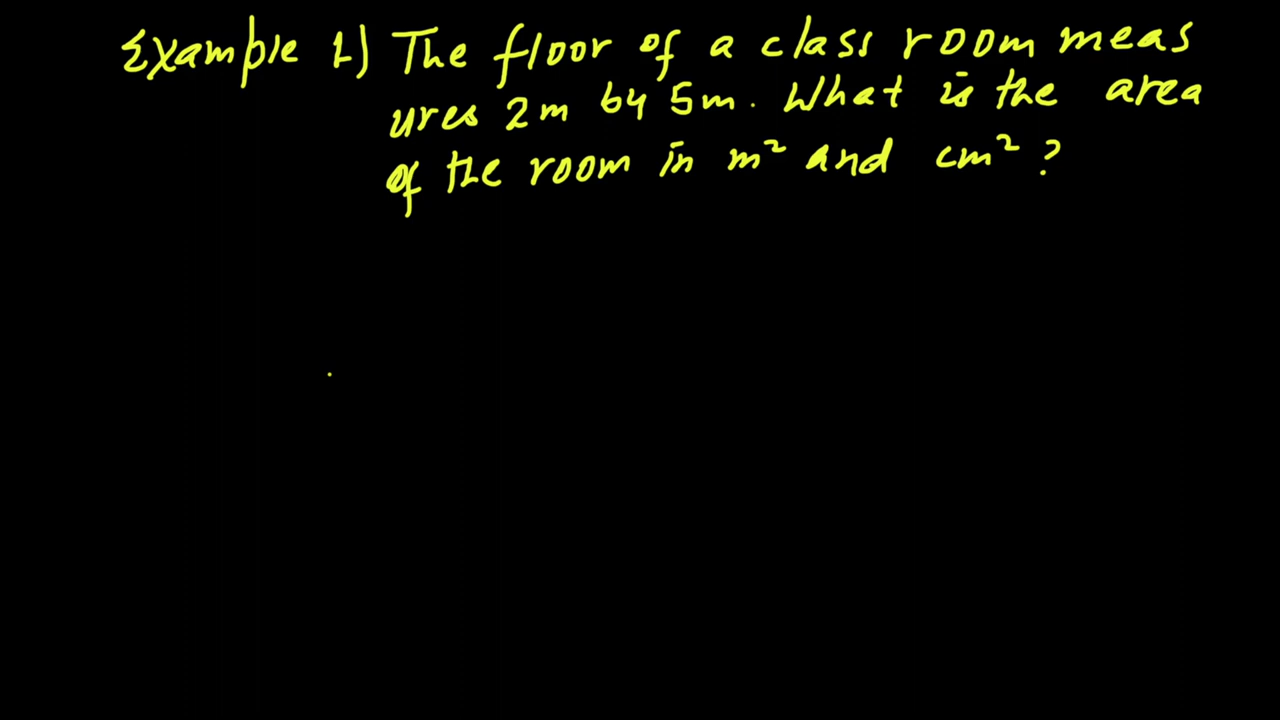 Example 1) The floor of a class room meas
ures 2m by 5m. What is the area
of the room in m² and cm² ?